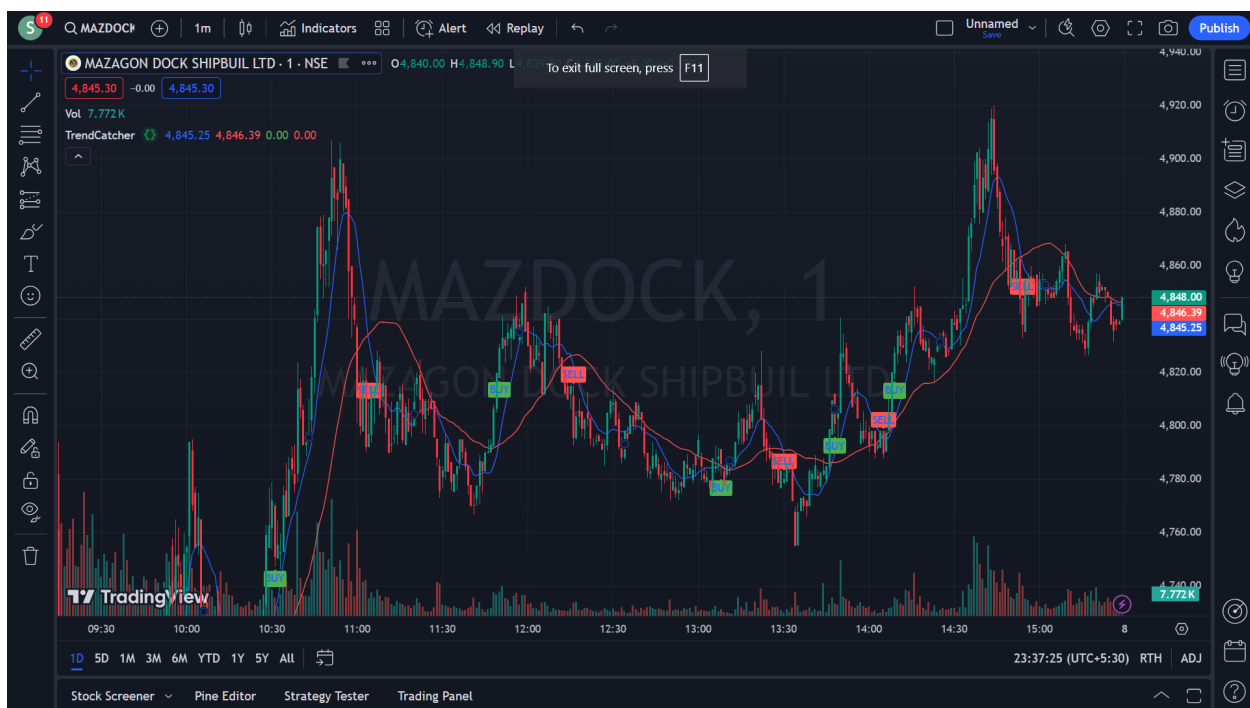 S 11 MAZDOCK 1m Indicators Alert Replay Unnamed Save Publish
MAZAGON DOCK SHIPBUIL LTD · 1 · NSE O4,840.00 H4,848.90
To exit full screen, press F11
4,845.30 −0.00 4,845.30
Vol 7.772K
TrendCatcher {} 4,845.25 4,846.39 0.00 0.00
MAZDOCK, 1
MAZAGON DOCK SHIPBUIL LTD
4,940.00
4,920.00
4,900.00
4,880.00
4,860.00
4,848.00
4,846.39
4,845.25
4,820.00
4,800.00
4,780.00
4,760.00
4,740.00
7.772K
SELL
SELL
BUY
SELL
BUY
BUY
SELL
BUY
SELL
BUY
BUY
TradingView
09:30 10:00 10:30 11:00 11:30 12:00 12:30 13:00 13:30 14:00 14:30 15:00 8
1D 5D 1M 3M 6M YTD 1Y 5Y All 23:37:25 (UTC+5:30) RTH ADJ
Stock Screener Pine Editor Strategy Tester Trading Panel